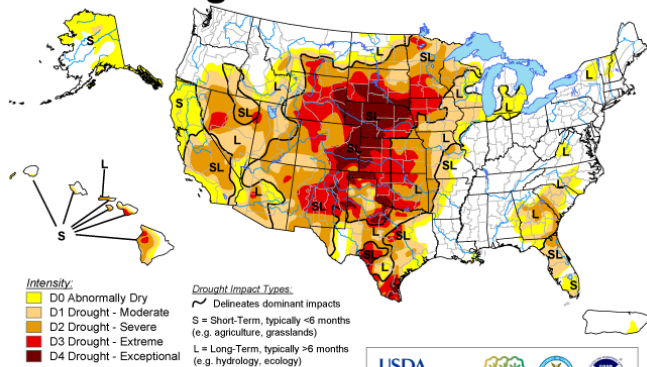 S
L
S
L
SL
L
L
L
L
S
SL
L
SL
SL
L
SL
L
SL
SL
L
L
L
L
SL
S
L
SL
SL
L
S
Intensity:
D0 Abnormally Dry
D1 Drought - Moderate
D2 Drought - Severe
D3 Drought - Extreme
D4 Drought - Exceptional
Drought Impact Types:
Delineates dominant impacts
S = Short-Term, typically <6 months
(e.g. agriculture, grasslands)
L = Long-Term, typically >6 months
(e.g. hydrology, ecology)
USDA